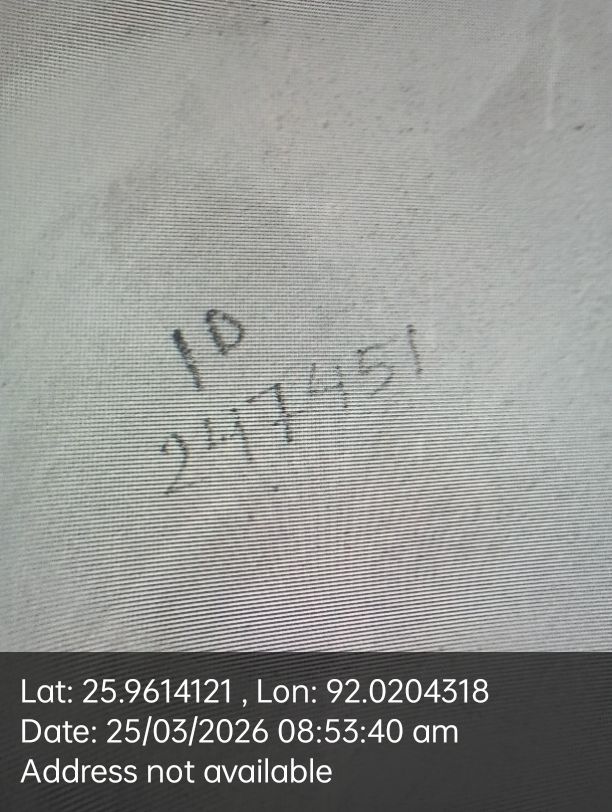 ID
247451
Lat: 25.9614121 , Lon: 92.0204318
Date: 25/03/2026 08:53:40 am
Address not available